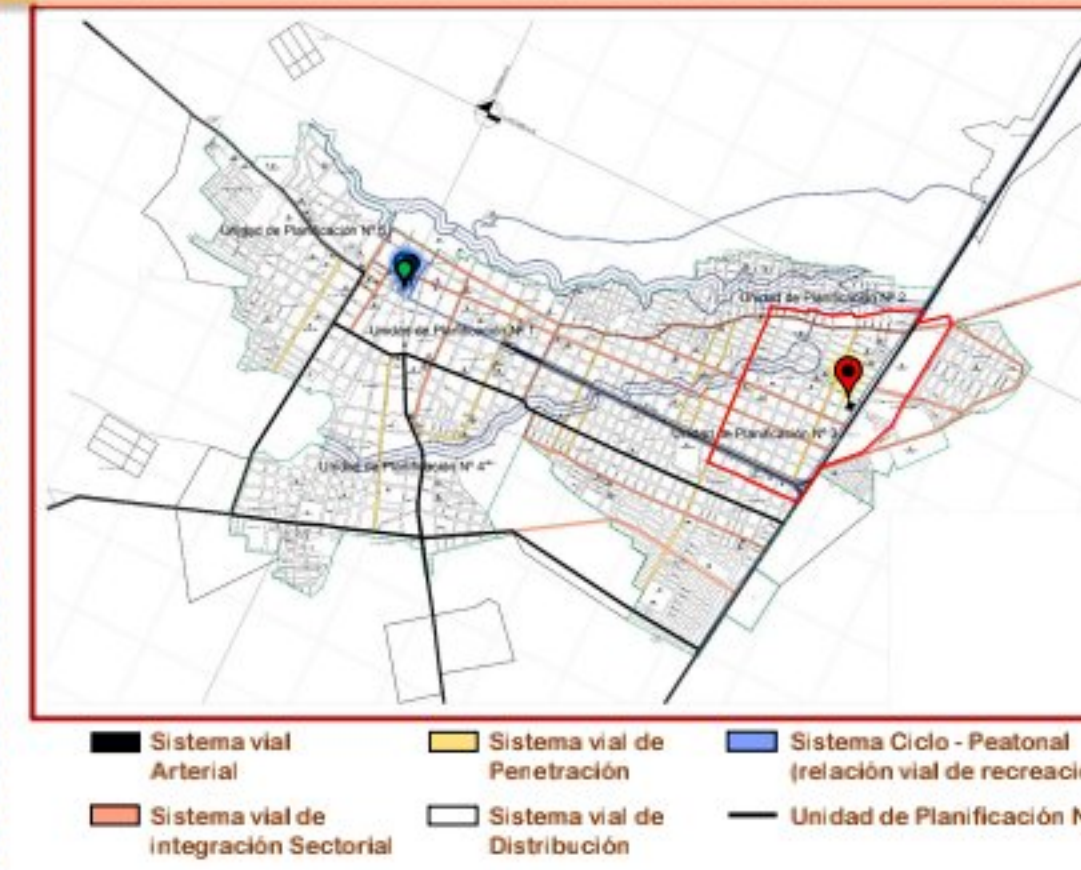 Unidad de Planificación Nº 5
Unidad de Planificación Nº 2
Unidad de Planificación Nº 1
Unidad de Planificación Nº 3
Unidad de Planificación Nº 4
Sistema vial
Arterial
Sistema vial de
Penetración
Sistema Ciclo - Peatonal
(relación vial de recreació
Sistema vial de
integración Sectorial
Sistema vial de
Distribución
Unidad de Planificación N